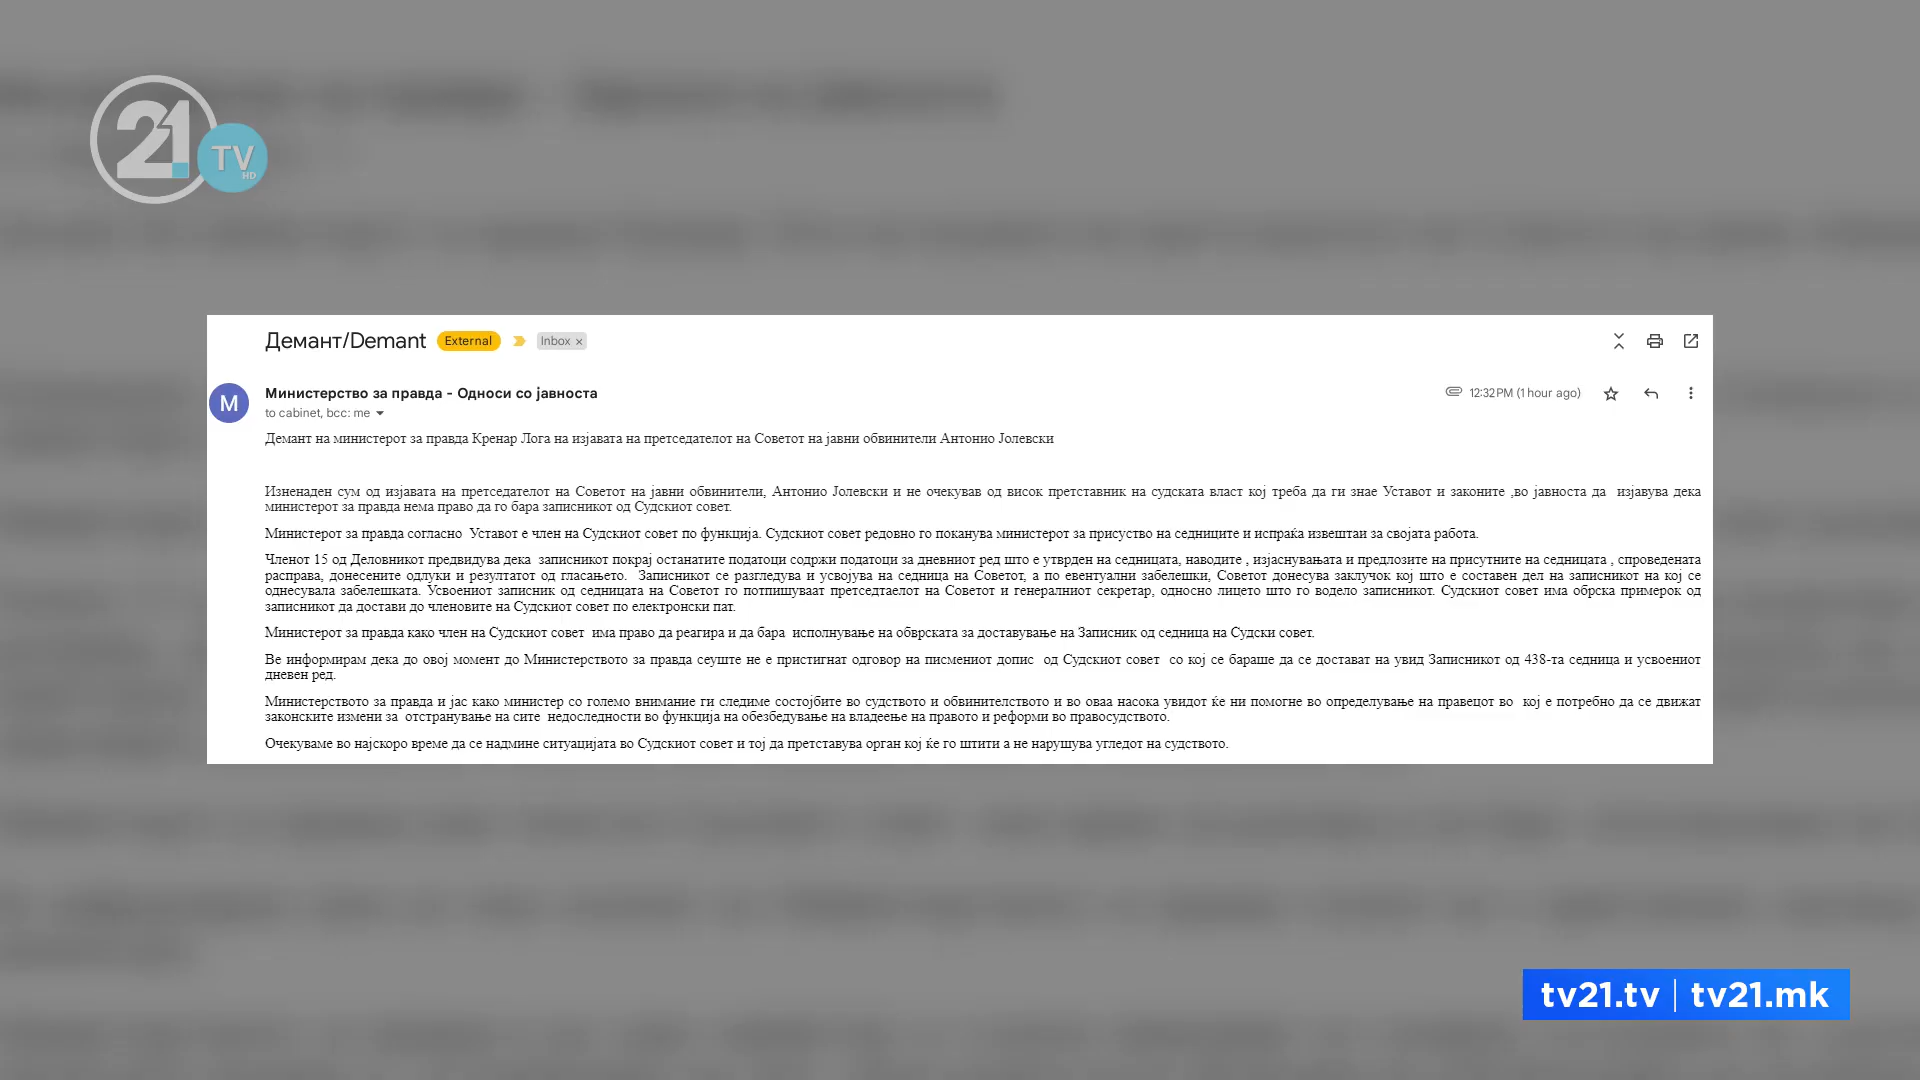 21
TV
HD
Демант/Demant External Inbox ×
M
Министерство за правда - Односи со јавноста 12:32 PM (1 hour ago)
to cabinet, bcc: me
Демант на министерот за правда Кренар Лога на изјавата на претседателот на Советот на јавни обвинители Антонио Јолевски
Изненаден сум од изјавата на претседателот на Советот на јавни обвинители, Антонио Јолевски и не очекував од висок претставник на судската власт кој треба да ги знае Уставот и законите ,во јавноста да изјавува дека
министерот за правда нема право да го бара записникот од Судскиот совет.
Министерот за правда согласно Уставот е член на Судскиот совет по функција. Судскиот совет редовно го поканува министерот за присуство на седниците и испраќа извештаи за својата работа.
Членот 15 од Деловникот предвидува дека записникот покрај останатите податоци содржи податоци за дневниот ред што е утврден на седницата, наводите , изјаснувањата и предлозите на присутните на седницата , спроведената
расправа, донесените одлуки и резултатот од гласањето. Записникот се разгледува и усвојува на седница на Советот, а по евентуални забелешки, Советот донесува заклучок кој што е составен дел на записникот на кој се
однесувала забелешката. Усвоениот записник од седницата на Советот го потпишуваат претседтаелот на Советот и генералниот секретар, односно лицето што го водело записникот. Судскиот совет има обрска примерок од
записникот да достави до членовите на Судскиот совет по електронски пат.
Министерот за правда како член на Судскиот совет има право да реагира и да бара исполнување на обврската за доставување на Записник од седница на Судски совет.
Ве информирам дека до овој момент до Министерството за правда сеуште не е пристигнат одговор на писмениот допис од Судскиот совет со кој се бараше да се достават на увид Записникот од 438-та седница и усвоениот
дневен ред.
Министерството за правда и јас како министер со големо внимание ги следиме состојбите во судството и обвинителството и во оваа насока увидот ќе ни помогне во определување на правецот во кој е потребно да се движат
законските измени за отстранување на сите недоследности во функција на обезбедување на владеење на правото и реформи во правосудството.
Очекуваме во најскоро време да се надмине ситуацијата во Судскиот совет и тој да претставува орган кој ќе го штити а не нарушува угледот на судството.
tv21.tv | tv21.mk